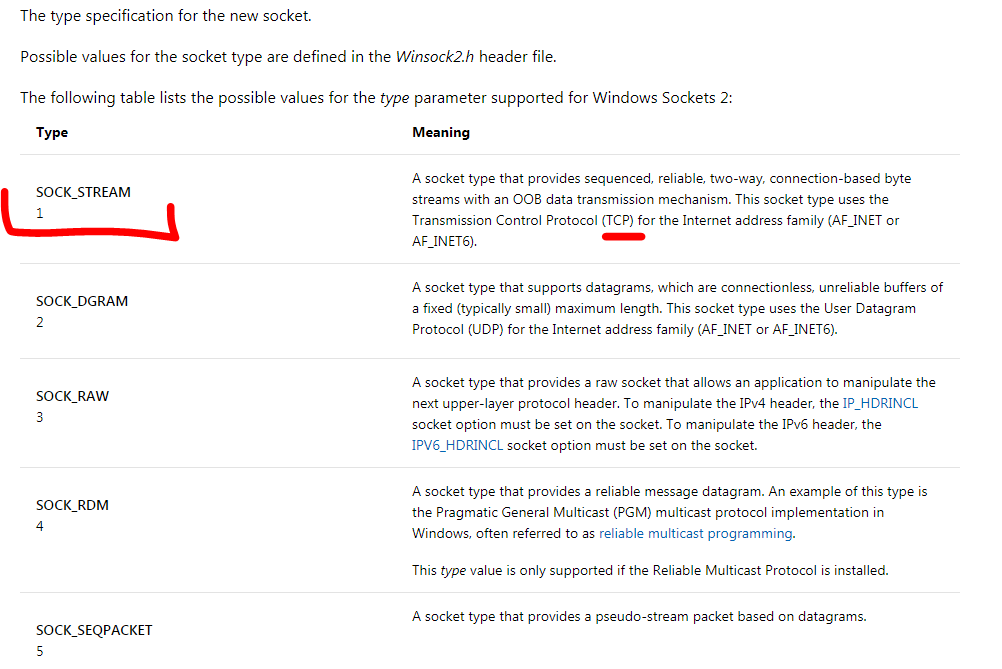 The type specification for the new socket.
Possible values for the socket type are defined in the Winsock2.h header file.
The following table lists the possible values for the type parameter supported for Windows Sockets 2:
Type
Meaning
SOCK_STREAM
1
A socket type that provides sequenced, reliable, two-way, connection-based byte
streams with an OOB data transmission mechanism. This socket type uses the
Transmission Control Protocol (TCP) for the Internet address family (AF_INET or
AF_INET6).
SOCK_DGRAM
2
A socket type that supports datagrams, which are connectionless, unreliable buffers of
a fixed (typically small) maximum length. This socket type uses the User Datagram
Protocol (UDP) for the Internet address family (AF_INET or AF_INET6).
SOCK_RAW
3
A socket type that provides a raw socket that allows an application to manipulate the
next upper-layer protocol header. To manipulate the IPv4 header, the IP_HDRINCL
socket option must be set on the socket. To manipulate the IPv6 header, the
IPV6_HDRINCL socket option must be set on the socket.
SOCK_RDM
4
A socket type that provides a reliable message datagram. An example of this type is
the Pragmatic General Multicast (PGM) multicast protocol implementation in
Windows, often referred to as reliable multicast programming.
This type value is only supported if the Reliable Multicast Protocol is installed.
SOCK_SEQPACKET
5
A socket type that provides a pseudo-stream packet based on datagrams.